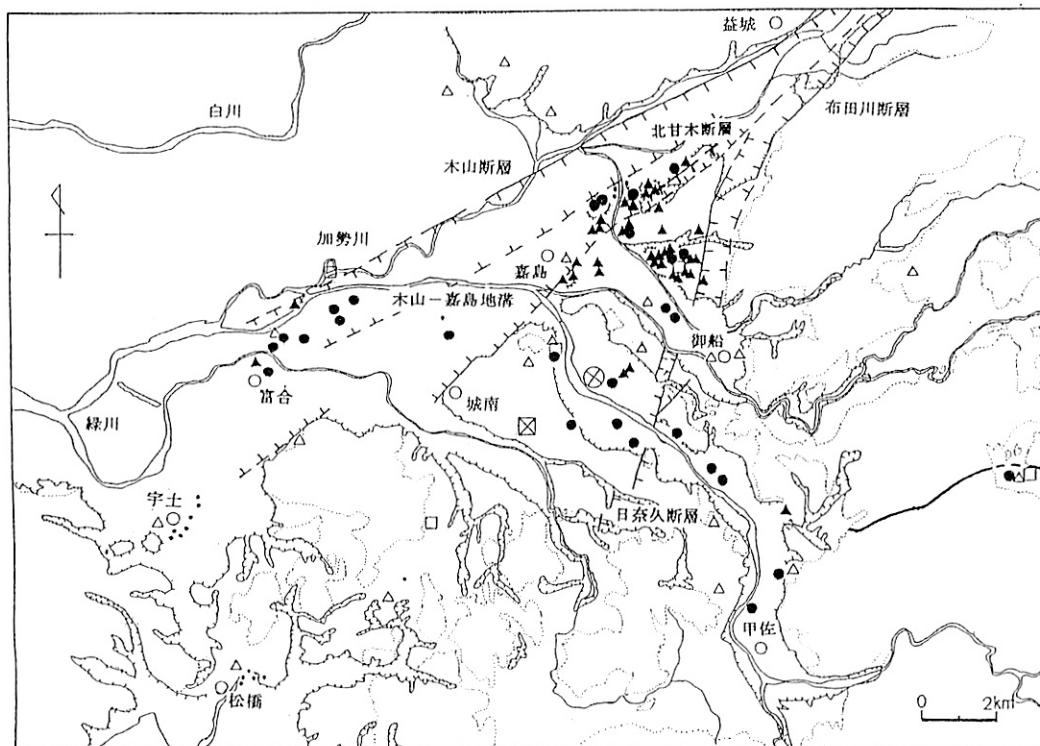 益城
白川
布田川断層
北甘木断層
木山断層
加勢川
嘉島
木山－嘉島地溝
御船
富合
城南
緑川
宇土
日奈久断層
甲佐
松橋
0 2km